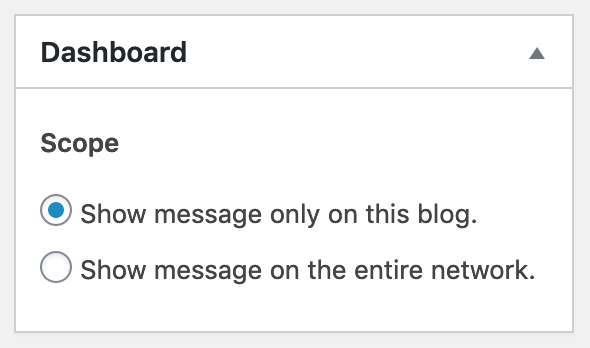 Dashboard
Scope
Show message only on this blog.
Show message on the entire network.